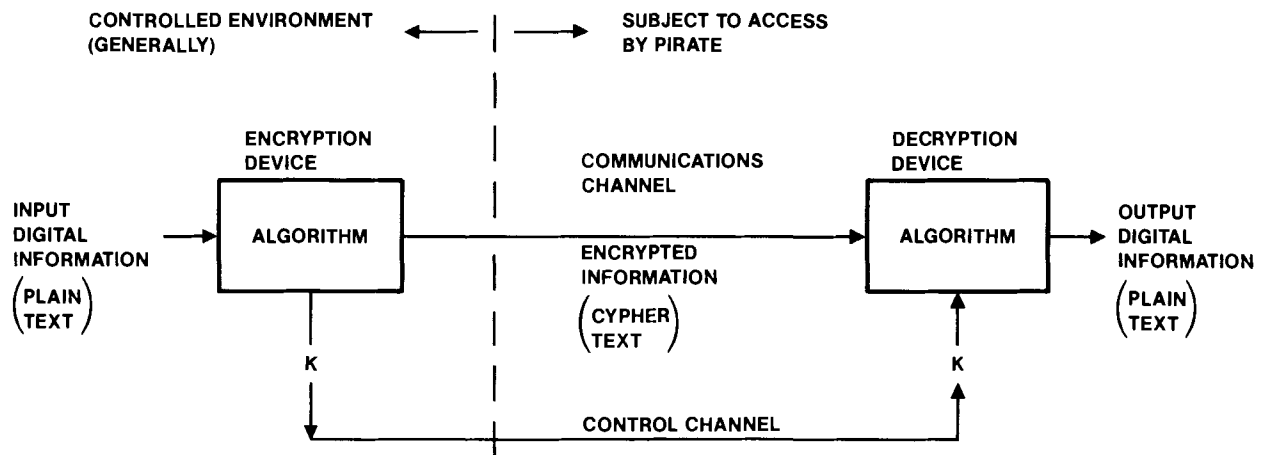 CONTROLLED ENVIRONMENT
(GENERALLY)
SUBJECT TO ACCESS
BY PIRATE
ENCRYPTION
DEVICE
COMMUNICATIONS
CHANNEL
DECRYPTION
DEVICE
INPUT
DIGITAL
INFORMATION
(PLAIN
TEXT)
ALGORITHM
ENCRYPTED
INFORMATION
(CYPHER
TEXT)
ALGORITHM
OUTPUT
DIGITAL
INFORMATION
(PLAIN
TEXT)
K
K
CONTROL CHANNEL